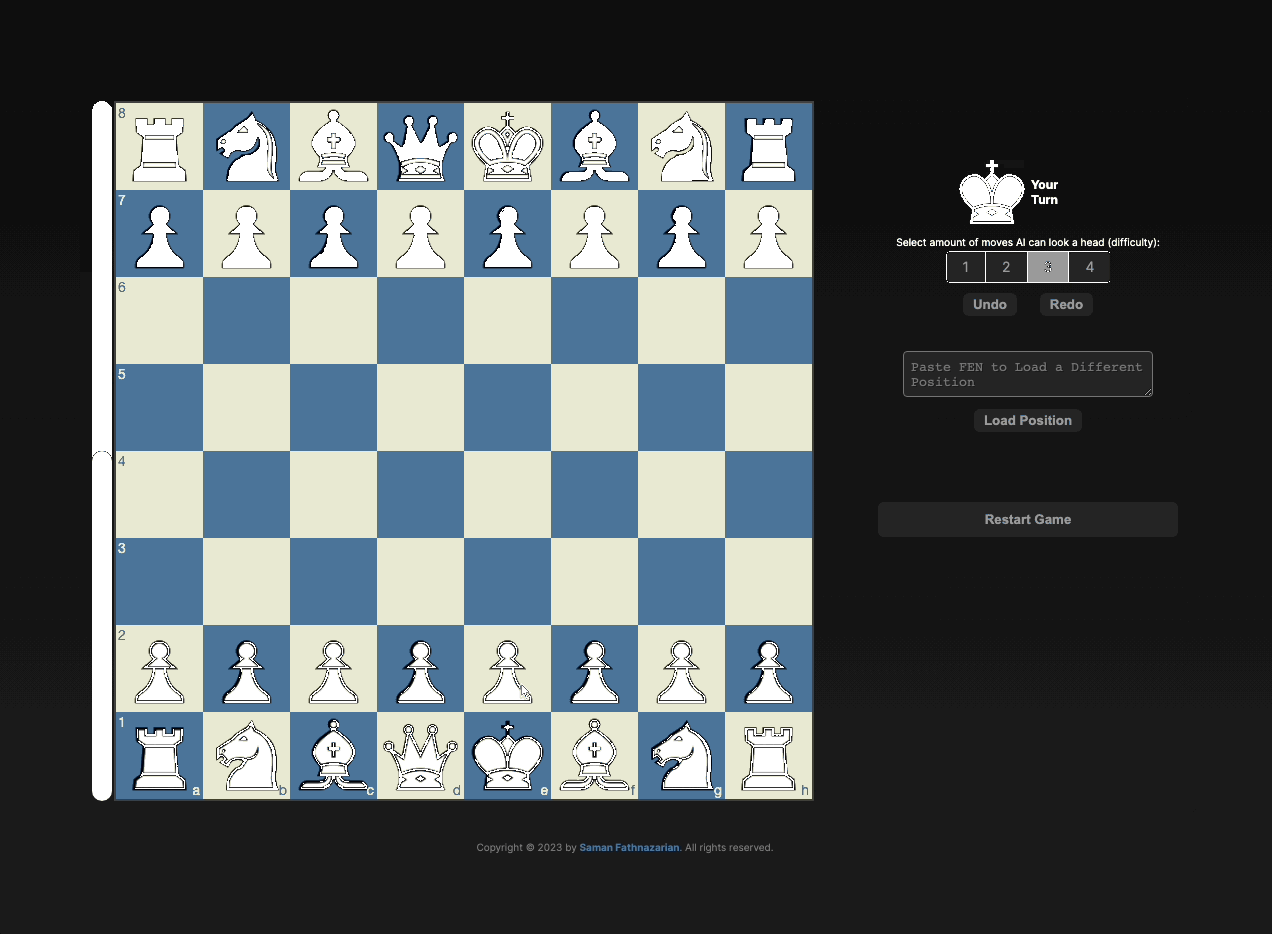 8
7
6
5
4
3
2
1
a b c d e f g h
Your
Turn
Select amount of moves AI can look a head (difficulty):
1 2 3 4
Undo Redo
Paste FEN to Load a Different
Position
Load Position
Restart Game
Copyright © 2023 by Saman Fathnazarian. All rights reserved.